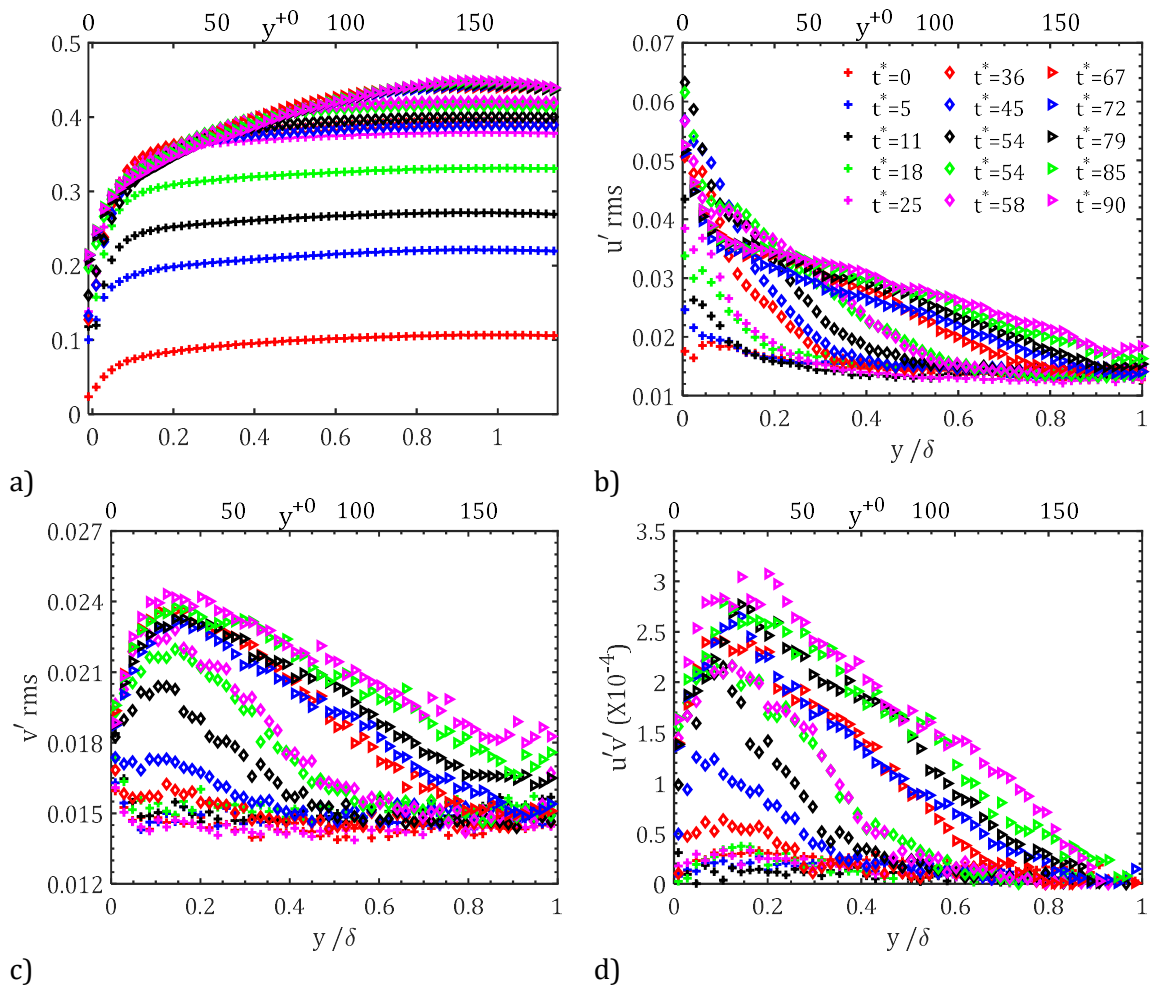 0 50 y⁺⁰ 100 150
0.5
0.4
0.3
0.2
0.1
0
0 0.2 0.4 0.6 0.8 1
a)
0 50 y⁺⁰ 100 150
0.07
0.06
0.05
0.04
0.03
0.02
0.01
u′ rms
t*=0 t*=36 t*=67
t*=5 t*=45 t*=72
t*=11 t*=54 t*=79
t*=18 t*=54 t*=85
t*=25 t*=58 t*=90
0 0.2 0.4 0.6 0.8 1
y/δ
b)
0 50 y⁺⁰ 100 150
0.027
0.024
0.021
0.018
0.015
0.012
v′ rms
0 0.2 0.4 0.6 0.8 1
y/δ
c)
0 50 y⁺⁰ 100 150
3.5
3
2.5
2
1.5
1
0.5
0
u′v′ (X10⁻⁴)
0 0.2 0.4 0.6 0.8 1
y/δ
d)